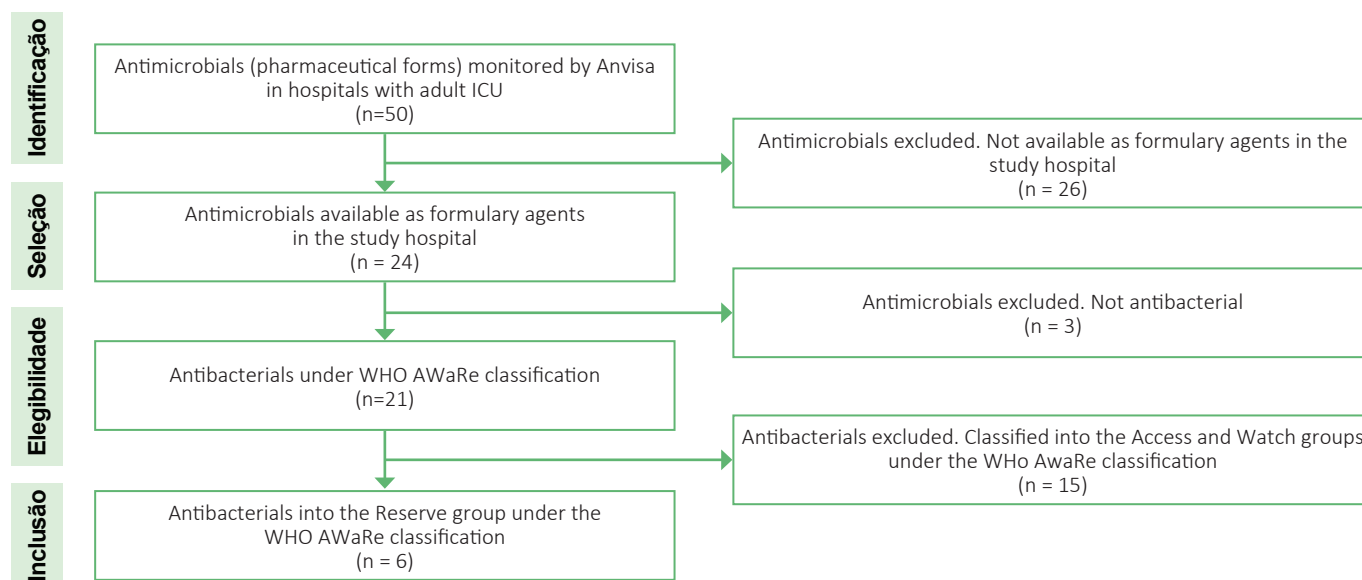 Identificação
Antimicrobials (pharmaceutical forms) monitored by Anvisa
in hospitals with adult ICU
(n=50)
Antimicrobials excluded. Not available as formulary agents in the
study hospital
(n = 26)
Seleção
Antimicrobials available as formulary agents
in the study hospital
(n = 24)
Antimicrobials excluded. Not antibacterial
(n = 3)
Elegibilidade
Antibacterials under WHO AWaRe classification
(n=21)
Antibacterials excluded. Classified into the Access and Watch groups
under the WHo AwaRe classification
(n = 15)
Inclusão
Antibacterials into the Reserve group under the
WHO AWaRe classification
(n = 6)